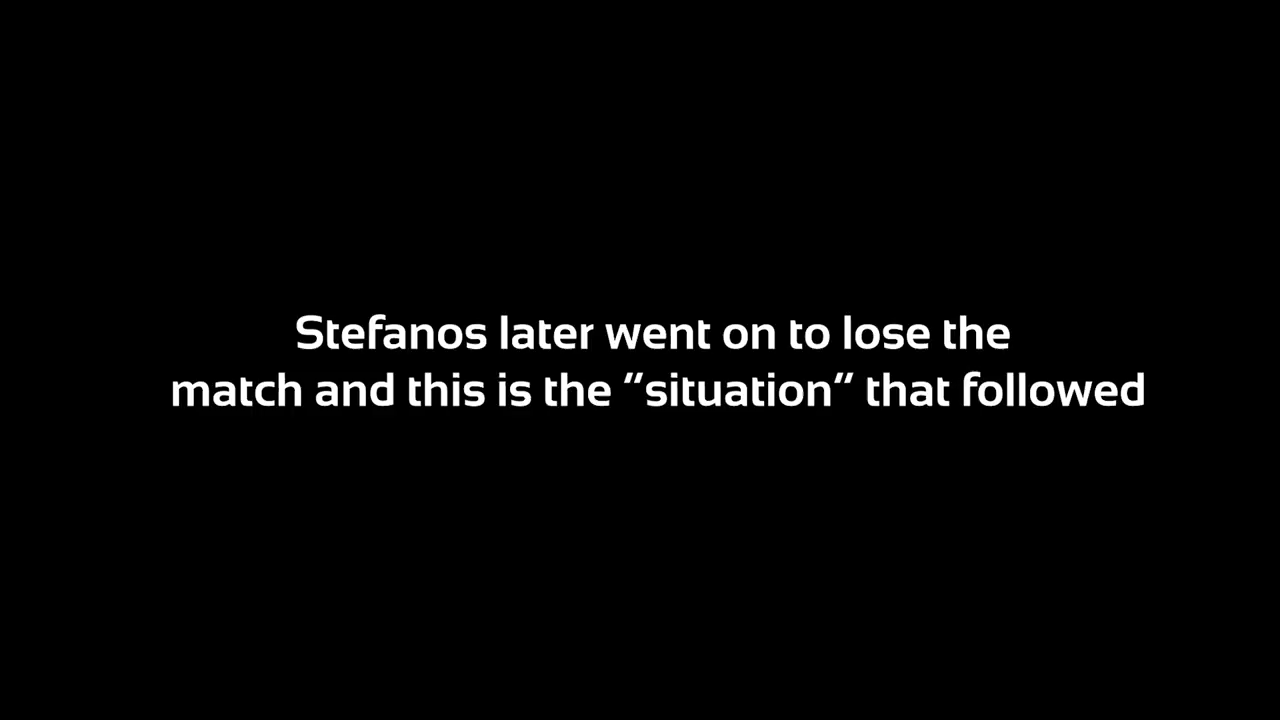 Stefanos later went on to lose the
match and this is the “situation“ that followed